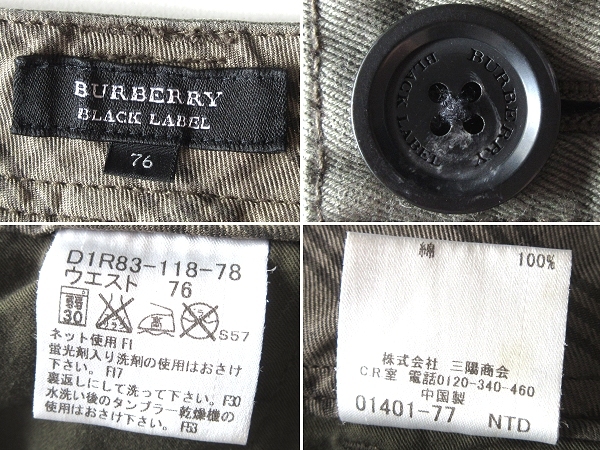 BURBERRY
BLACK LABEL
76
BURBERRY
BLACK LABEL
D1R83-118-78
ウエスト 76
弱
30
S57
ネット使用 F1
蛍光剤入り洗剤の使用はおさけ
下さい。 F17
裏返しにして洗って下さい。 F30
水洗い後のタンブラー乾燥機の
使用はおさけ下さい。 F53
綿 100%
株式会社 三陽商会
CR室 電話0120-340-460
中国製
01401-77 NTD